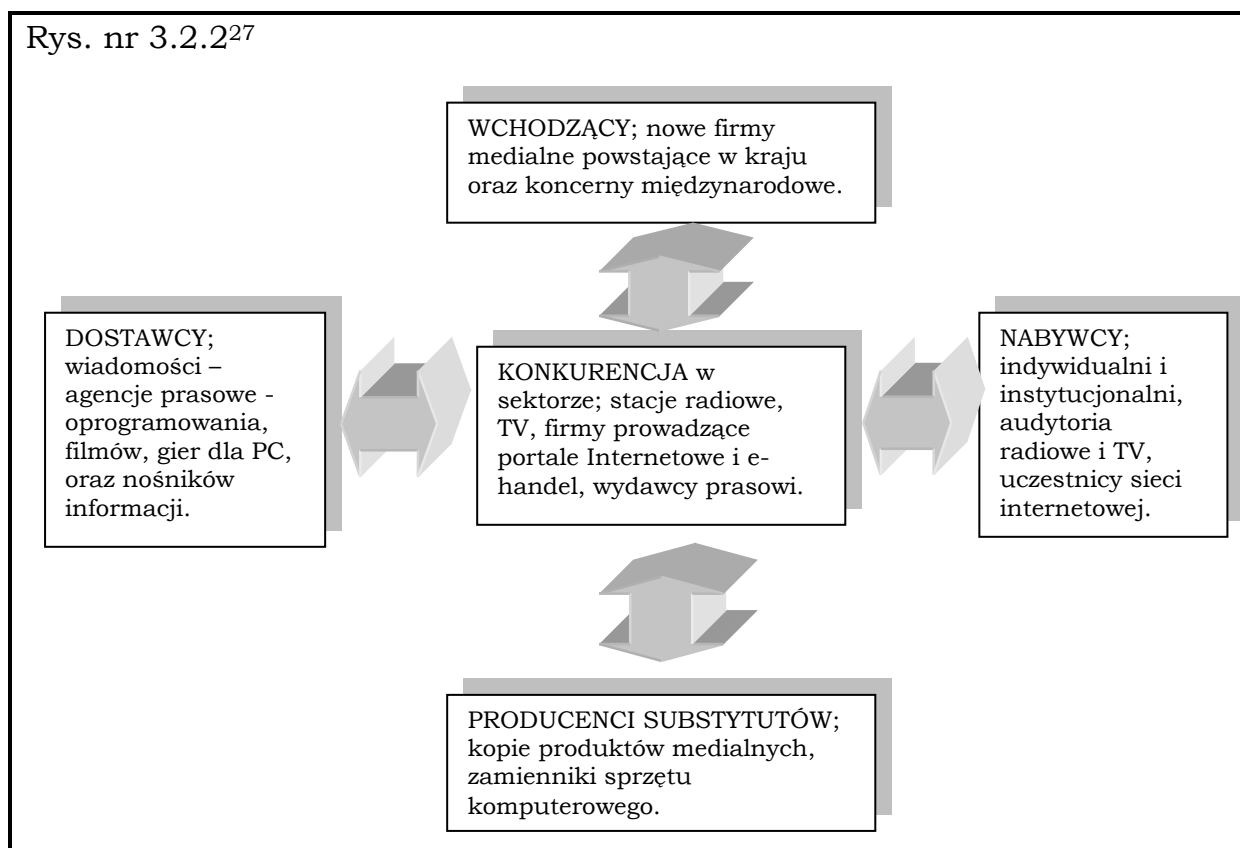 Rys. nr 3.2.2²⁷
WCHODZĄCY; nowe firmy
medialne powstające w kraju
oraz koncerny międzynarodowe.
DOSTAWCY;
wiadomości –
agencje prasowe -
oprogramowania,
filmów, gier dla PC,
oraz nośników
informacji.
KONKURENCJA w
sektorze; stacje radiowe,
TV, firmy prowadzące
portale Internetowe i e-
handel, wydawcy prasowi.
NABYWCY;
indywidualni i
instytucjonalni,
audytoria
radiowe i TV,
uczestnicy sieci
internetowej.
PRODUCENCI SUBSTYTUTÓW;
kopie produktów medialnych,
zamienniki sprzętu
komputerowego.